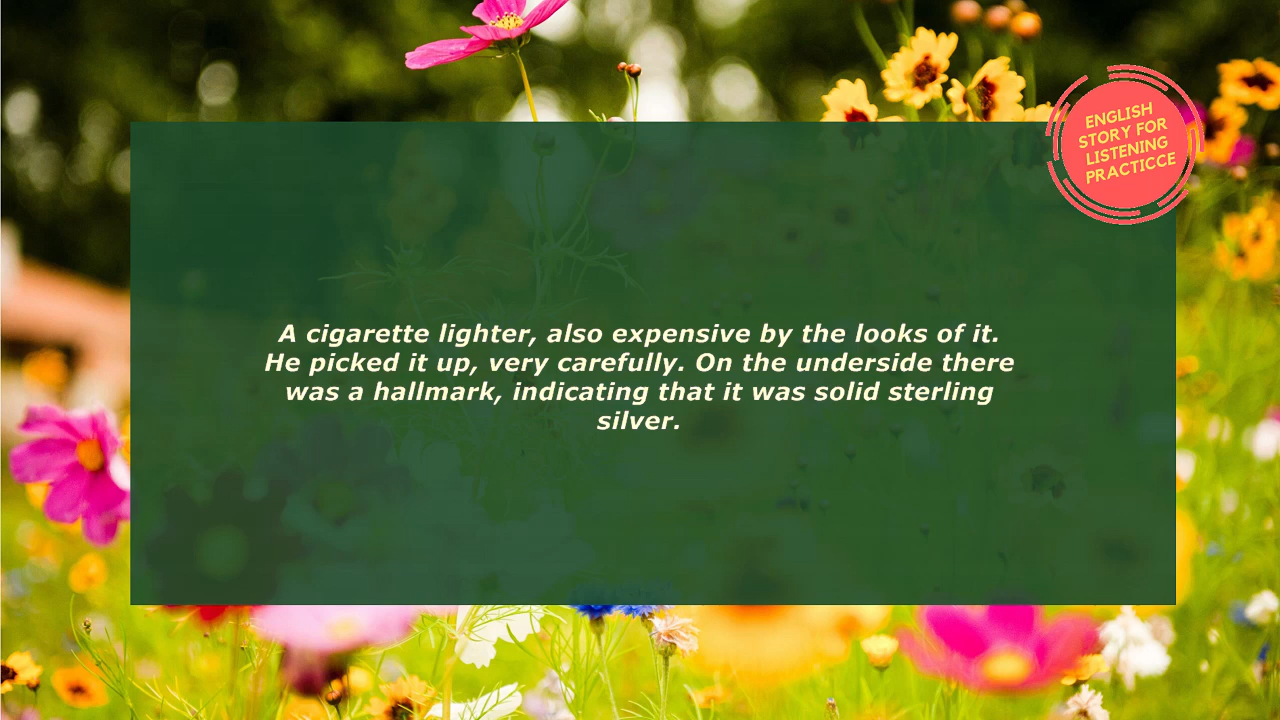 ENGLISH
STORY FOR
LISTENING
PRACTICCE
A cigarette lighter, also expensive by the looks of it.
He picked it up, very carefully. On the underside there
was a hallmark, indicating that it was solid sterling
silver.